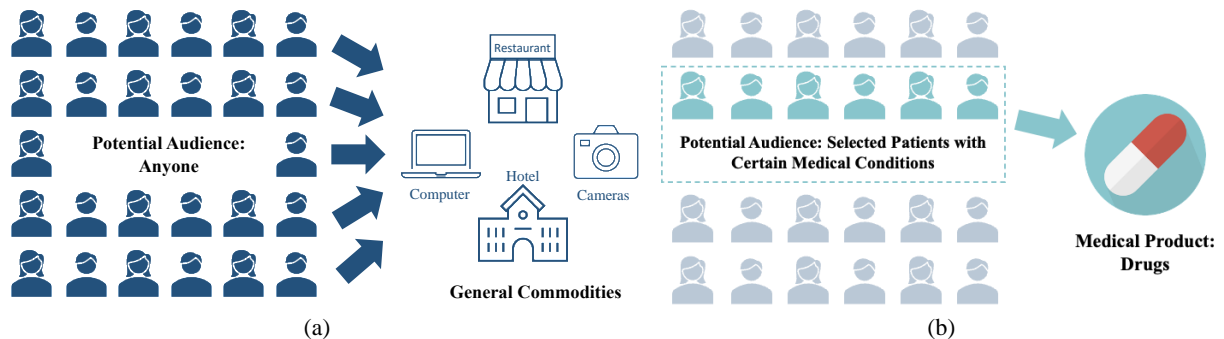 Potential Audience:
Anyone
Restaurant
Computer
Hotel
Cameras
General Commodities
(a)
Potential Audience: Selected Patients with
Certain Medical Conditions
Medical Product:
Drugs
(b)